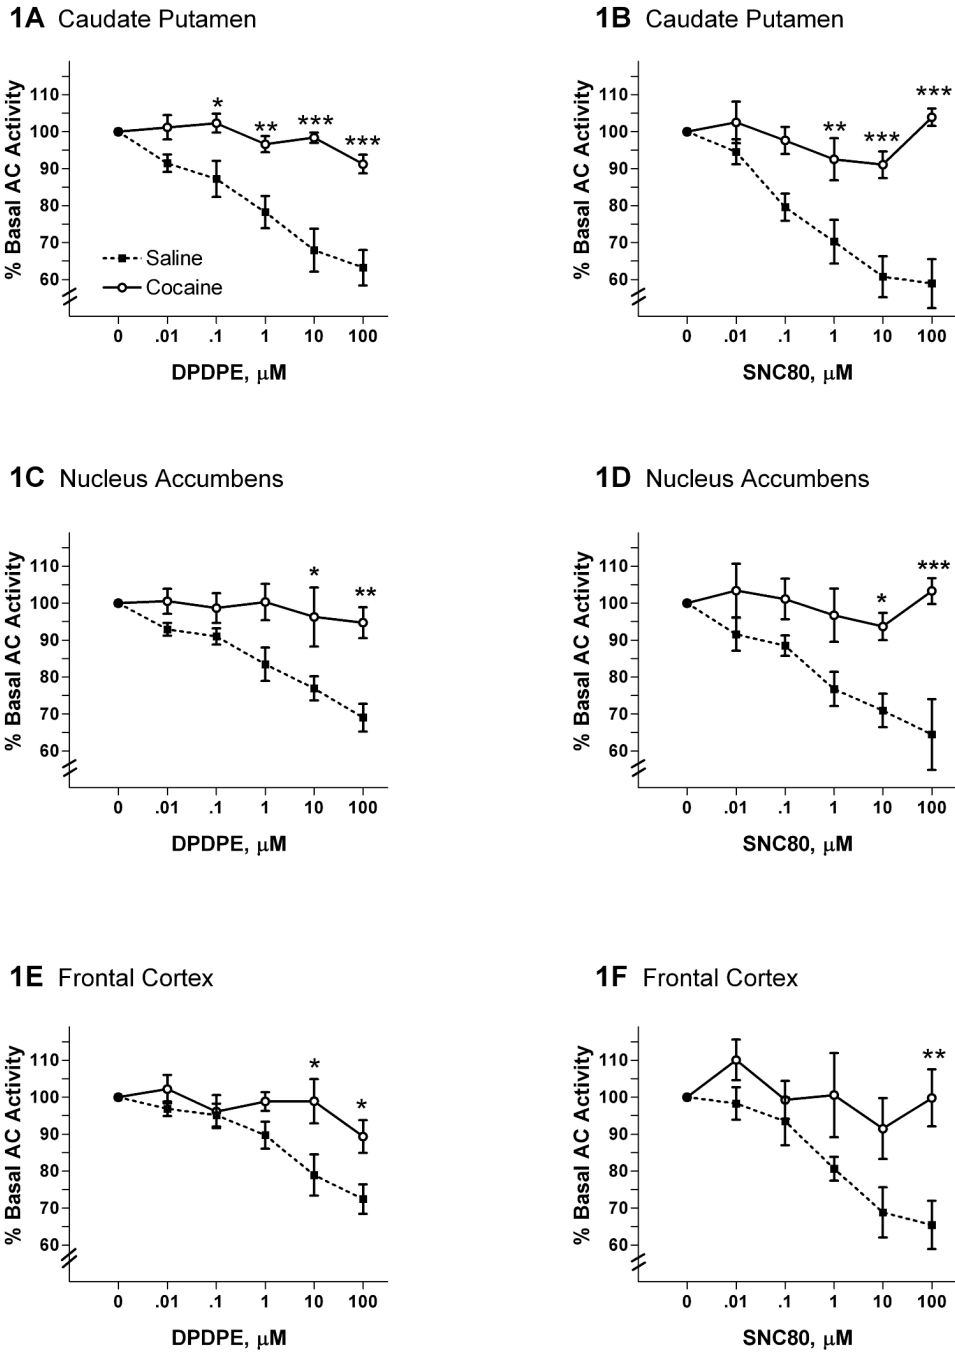 1A Caudate Putamen
% Basal AC Activity
110
100
90
80
70
60
*
**
***
***
Saline
Cocaine
0 .01 .1 1 10 100
DPDPE, μM
1B Caudate Putamen
% Basal AC Activity
110
100
90
80
70
60
**
***
***
0 .01 .1 1 10 100
SNC80, μM
1C Nucleus Accumbens
% Basal AC Activity
110
100
90
80
70
60
*
**
0 .01 .1 1 10 100
DPDPE, μM
1D Nucleus Accumbens
% Basal AC Activity
110
100
90
80
70
60
*
***
0 .01 .1 1 10 100
SNC80, μM
1E Frontal Cortex
% Basal AC Activity
110
100
90
80
70
60
*
*
0 .01 .1 1 10 100
DPDPE, μM
1F Frontal Cortex
% Basal AC Activity
110
100
90
80
70
60
**
0 .01 .1 1 10 100
SNC80, μM